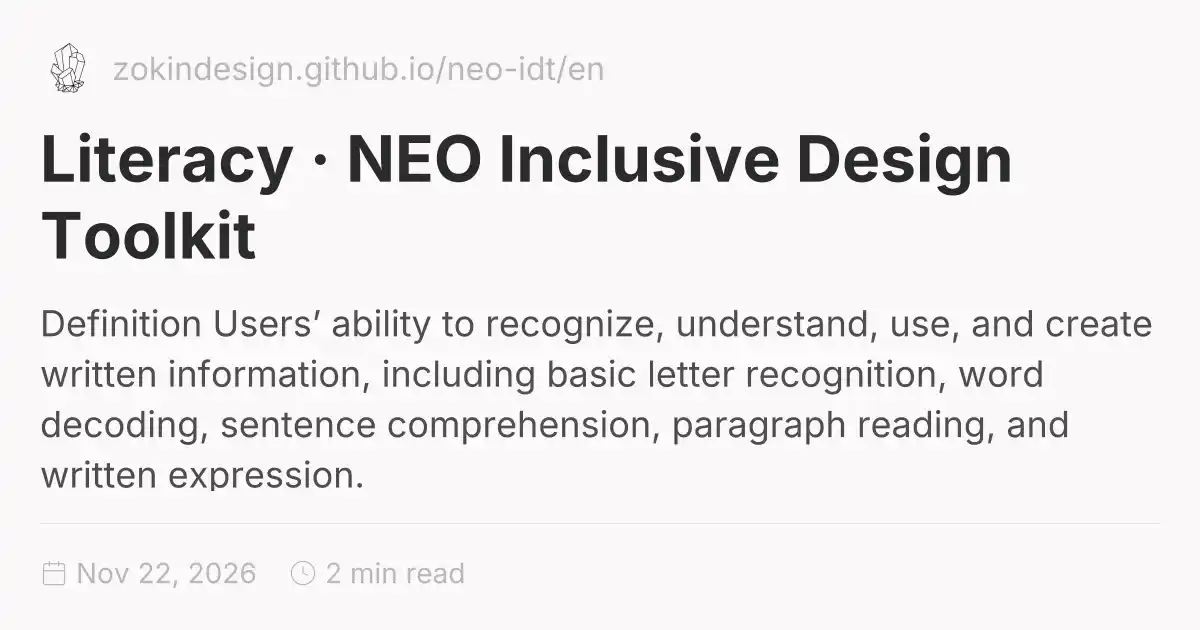 zokindesign.github.io/neo-idt/en
Literacy · NEO Inclusive Design
Toolkit
Definition Users’ ability to recognize, understand, use, and create
written information, including basic letter recognition, word
decoding, sentence comprehension, paragraph reading, and
written expression.
Nov 22, 2026 2 min read